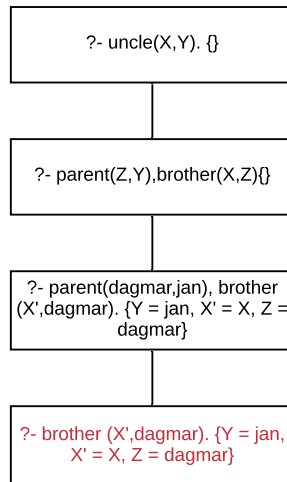 ?- uncle(X,Y). {}
?- parent(Z,Y),brother(X,Z){}
?- parent(dagmar,jan), brother
(X',dagmar). {Y = jan, X' = X, Z =
dagmar}
?- brother (X',dagmar). {Y = jan,
X' = X, Z = dagmar}